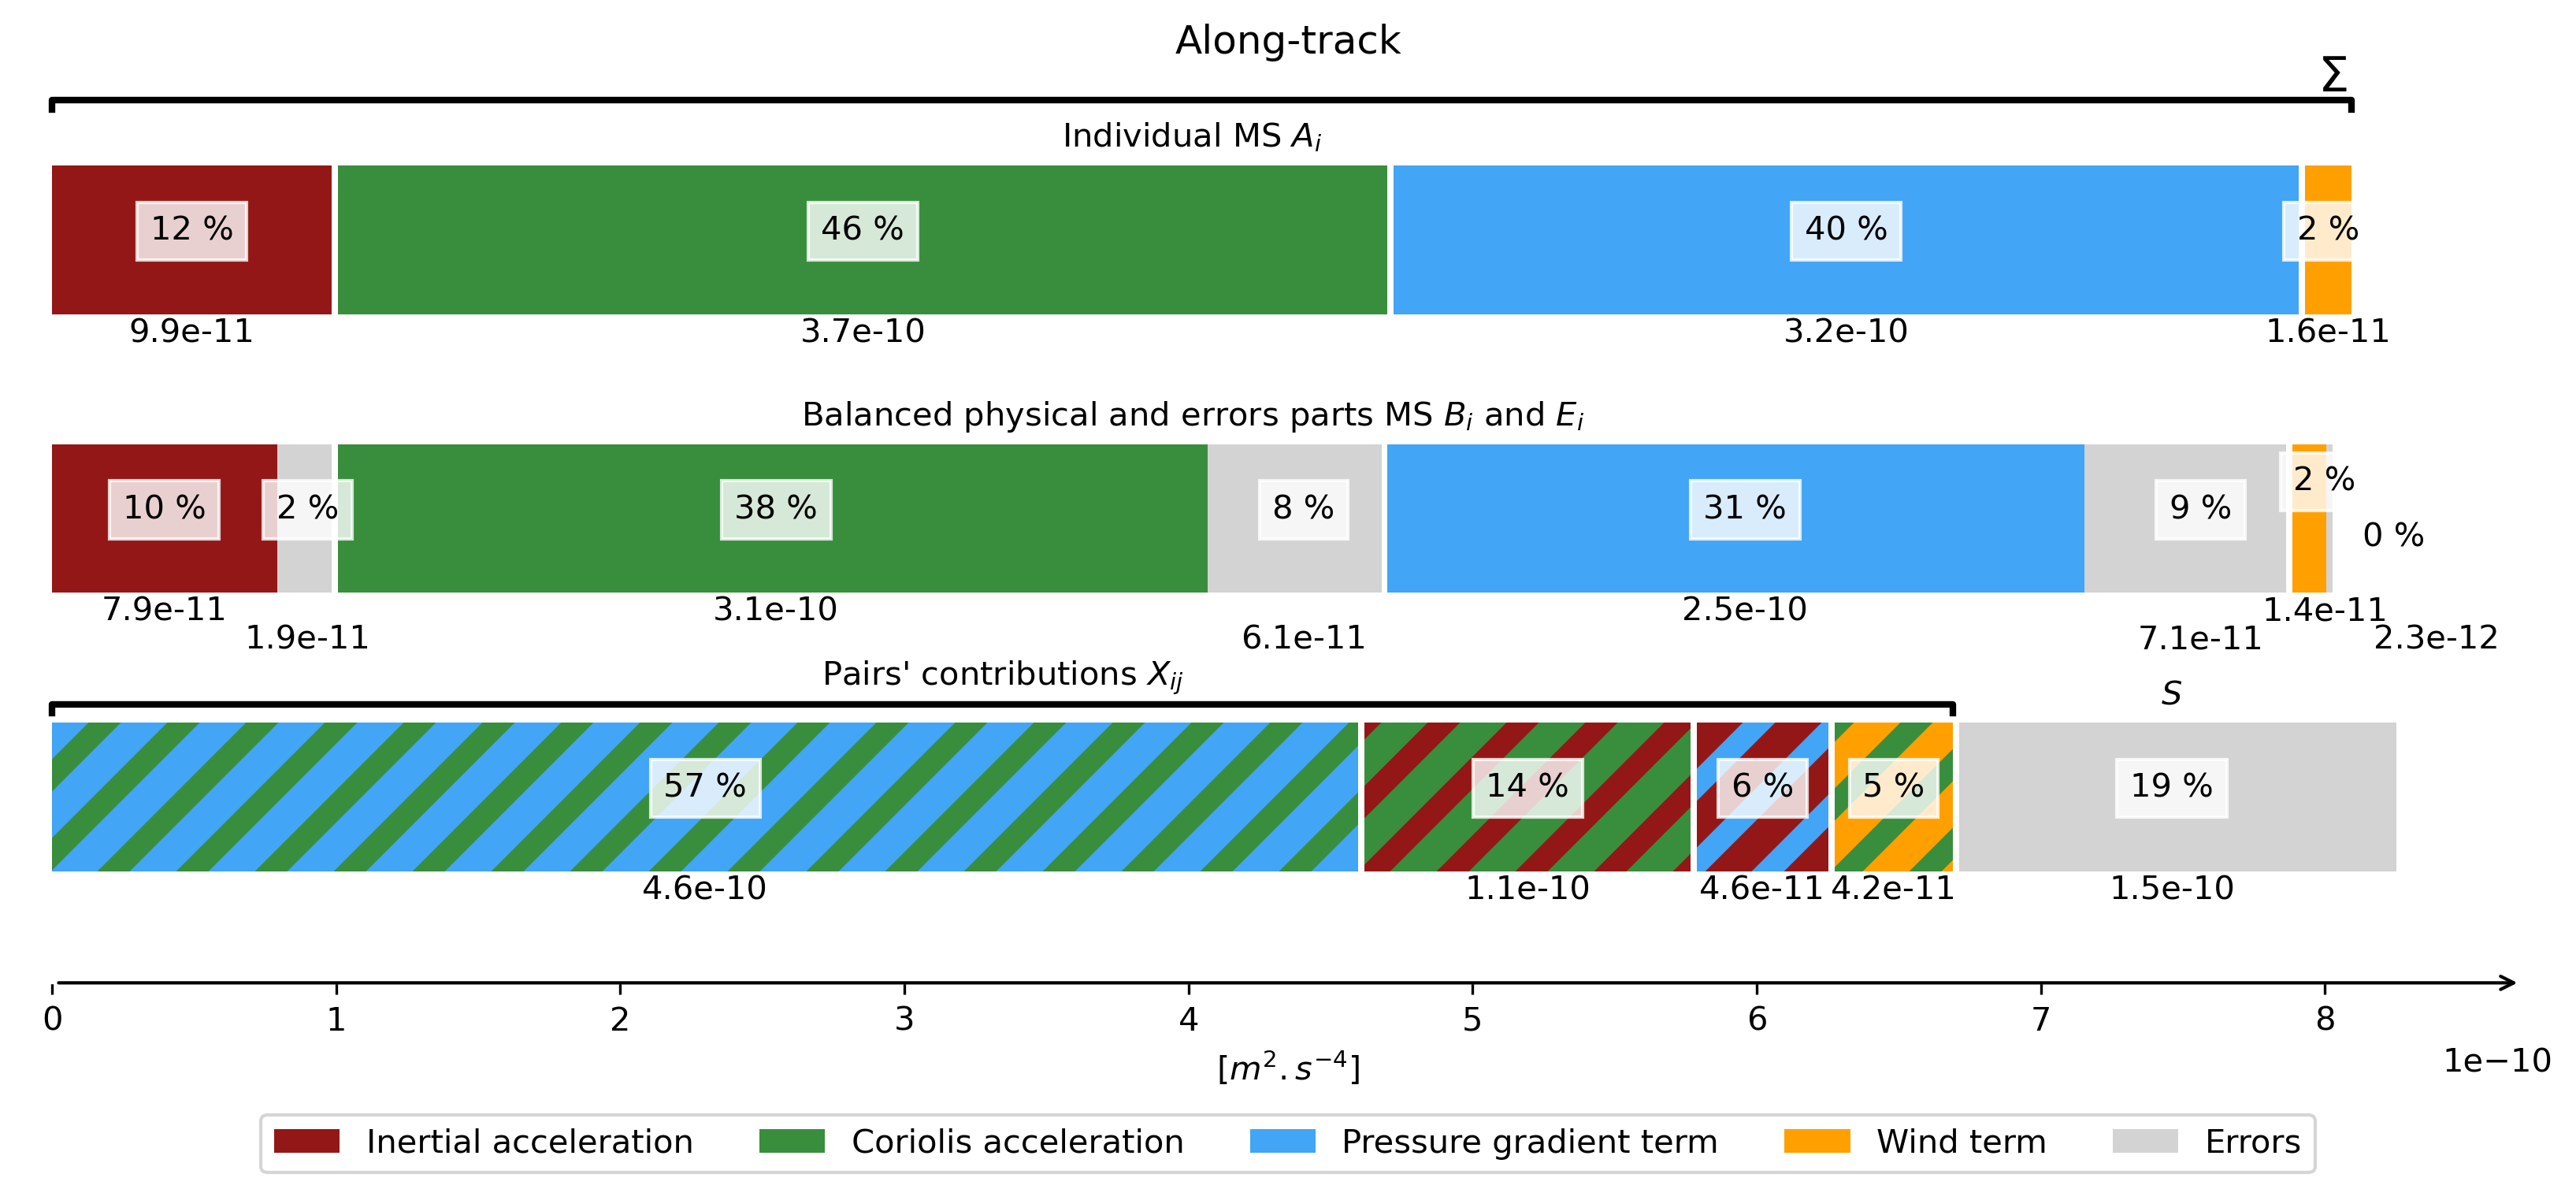 Along-track
Σ
Individual MS A_i
12 % 46 % 40 % 2 %
9.9e-11 3.7e-10 3.2e-10 1.6e-11
Balanced physical and errors parts MS B_i and E_i
10 % 2 % 38 % 8 % 31 % 9 % 2 %
0 %
7.9e-11 3.1e-10 2.5e-10 1.4e-11
1.9e-11 6.1e-11 7.1e-11 2.3e-12
Pairs' contributions X_ij
S
57 % 14 % 6 % 5 % 19 %
4.6e-10 1.1e-10 4.6e-11 4.2e-11 1.5e-10
0 1 2 3 4 5 6 7 8
[m².s⁻⁴]
1e−10
Inertial acceleration Coriolis acceleration Pressure gradient term Wind term Errors